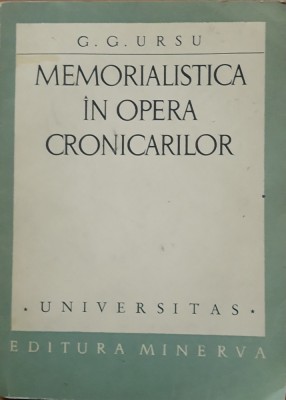 G. G. URSU
MEMORIALISTICA
ÎN OPERA
CRONICARILOR
• UNIVERSITAS •
EDITURA MINERVA